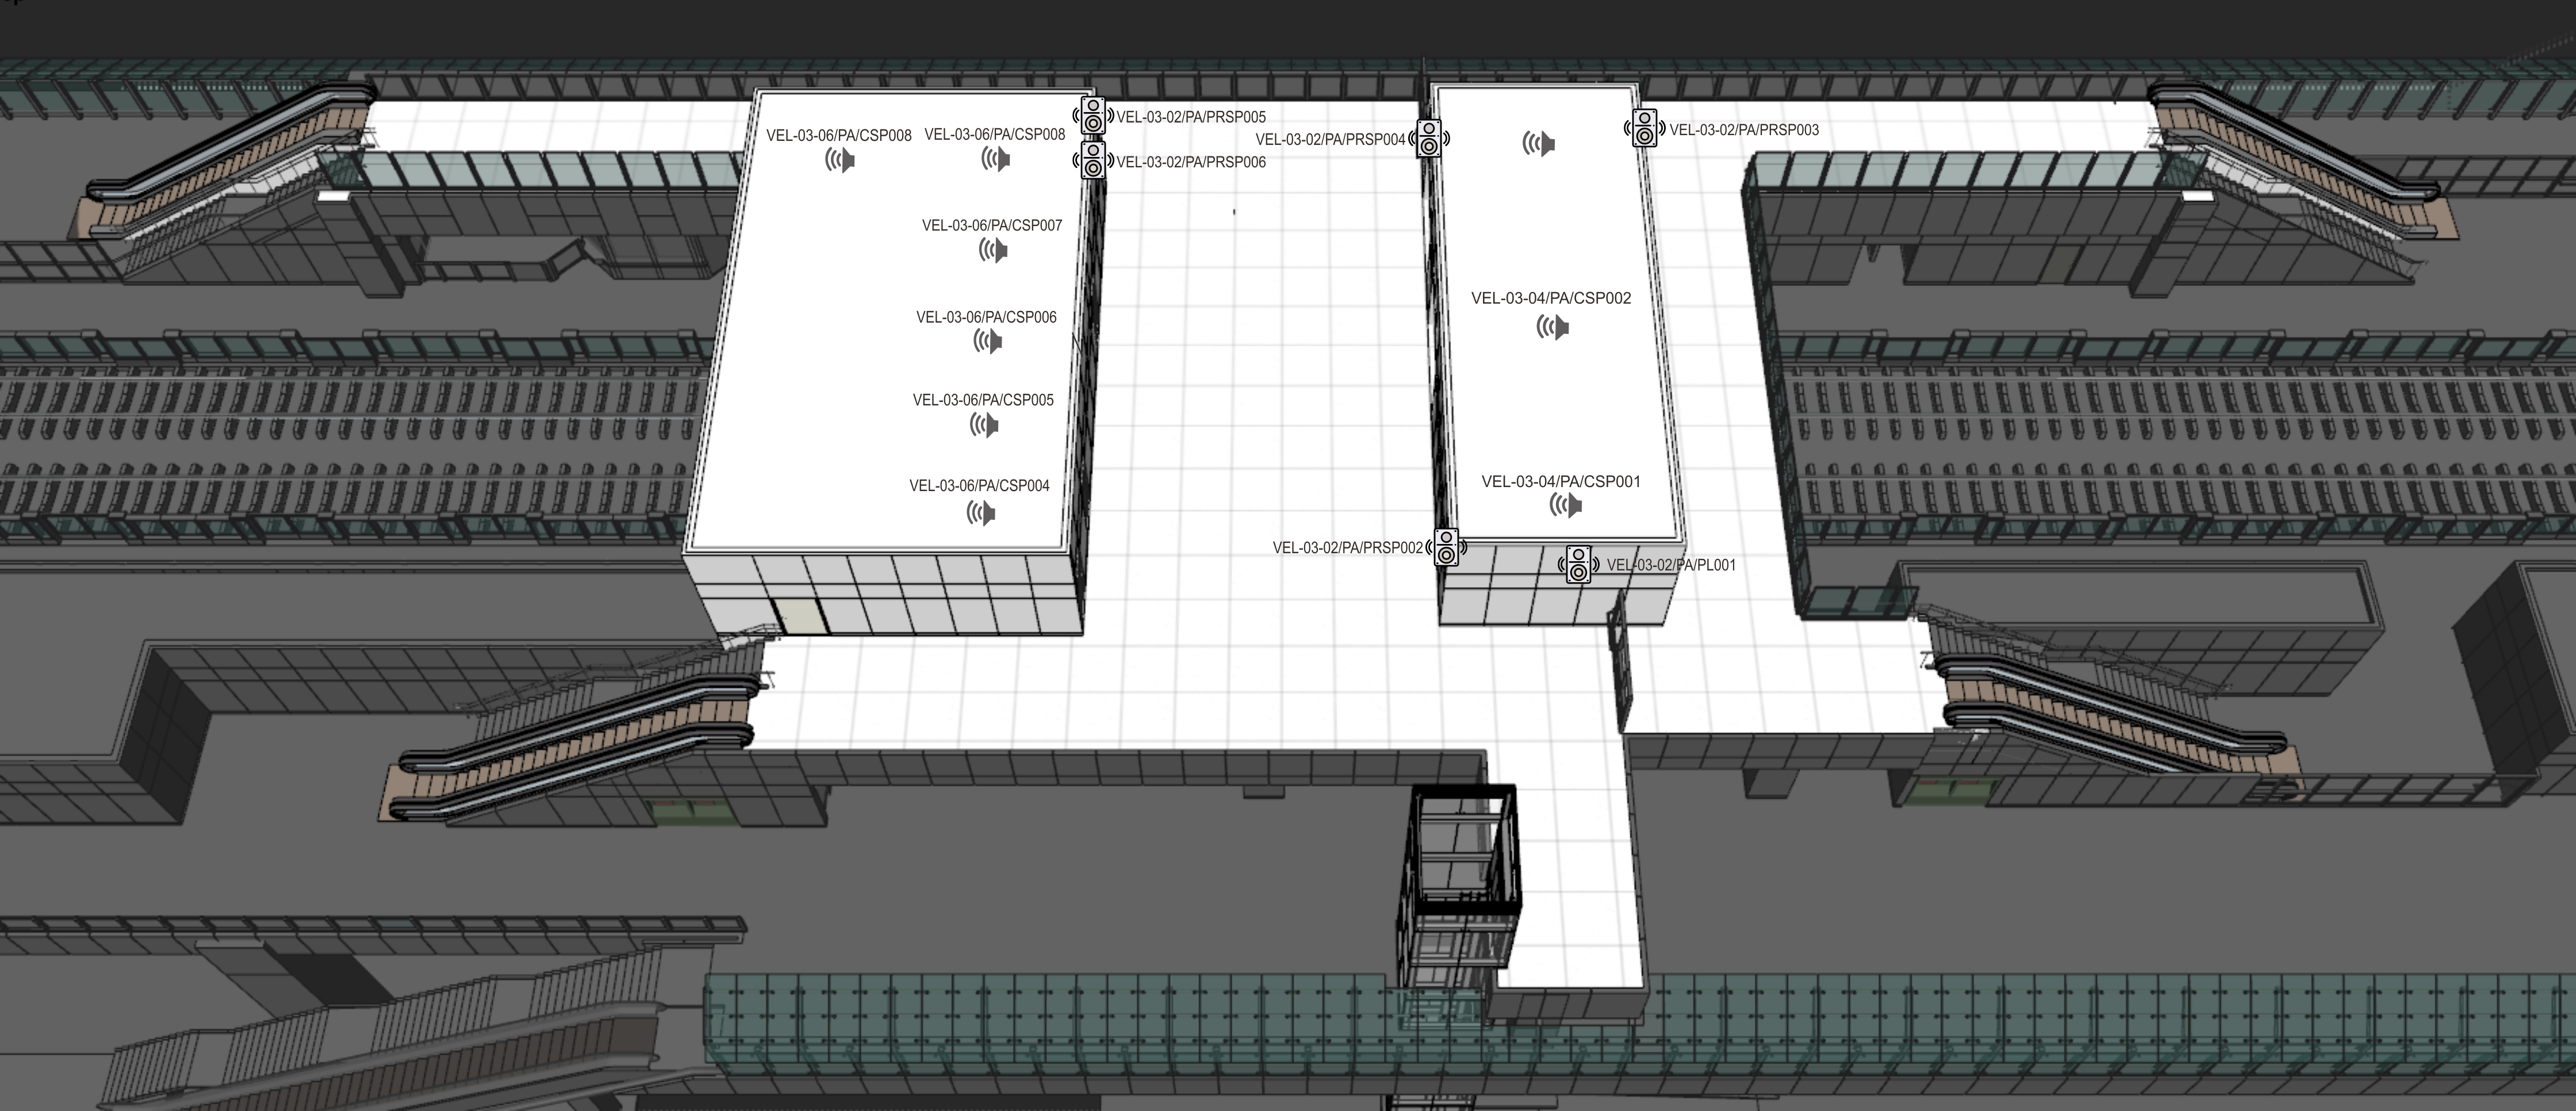 VEL-03-02/PA/PRSP005
VEL-03-06/PA/CSP008
VEL-03-06/PA/CSP008
VEL-03-02/PA/PRSP004
VEL-03-02/PA/PRSP003
VEL-03-02/PA/PRSP006
VEL-03-06/PA/CSP007
VEL-03-04/PA/CSP002
VEL-03-06/PA/CSP006
VEL-03-06/PA/CSP005
VEL-03-04/PA/CSP001
VEL-03-06/PA/CSP004
VEL-03-02/PA/PRSP002
VEL-03-02/PA/PL001